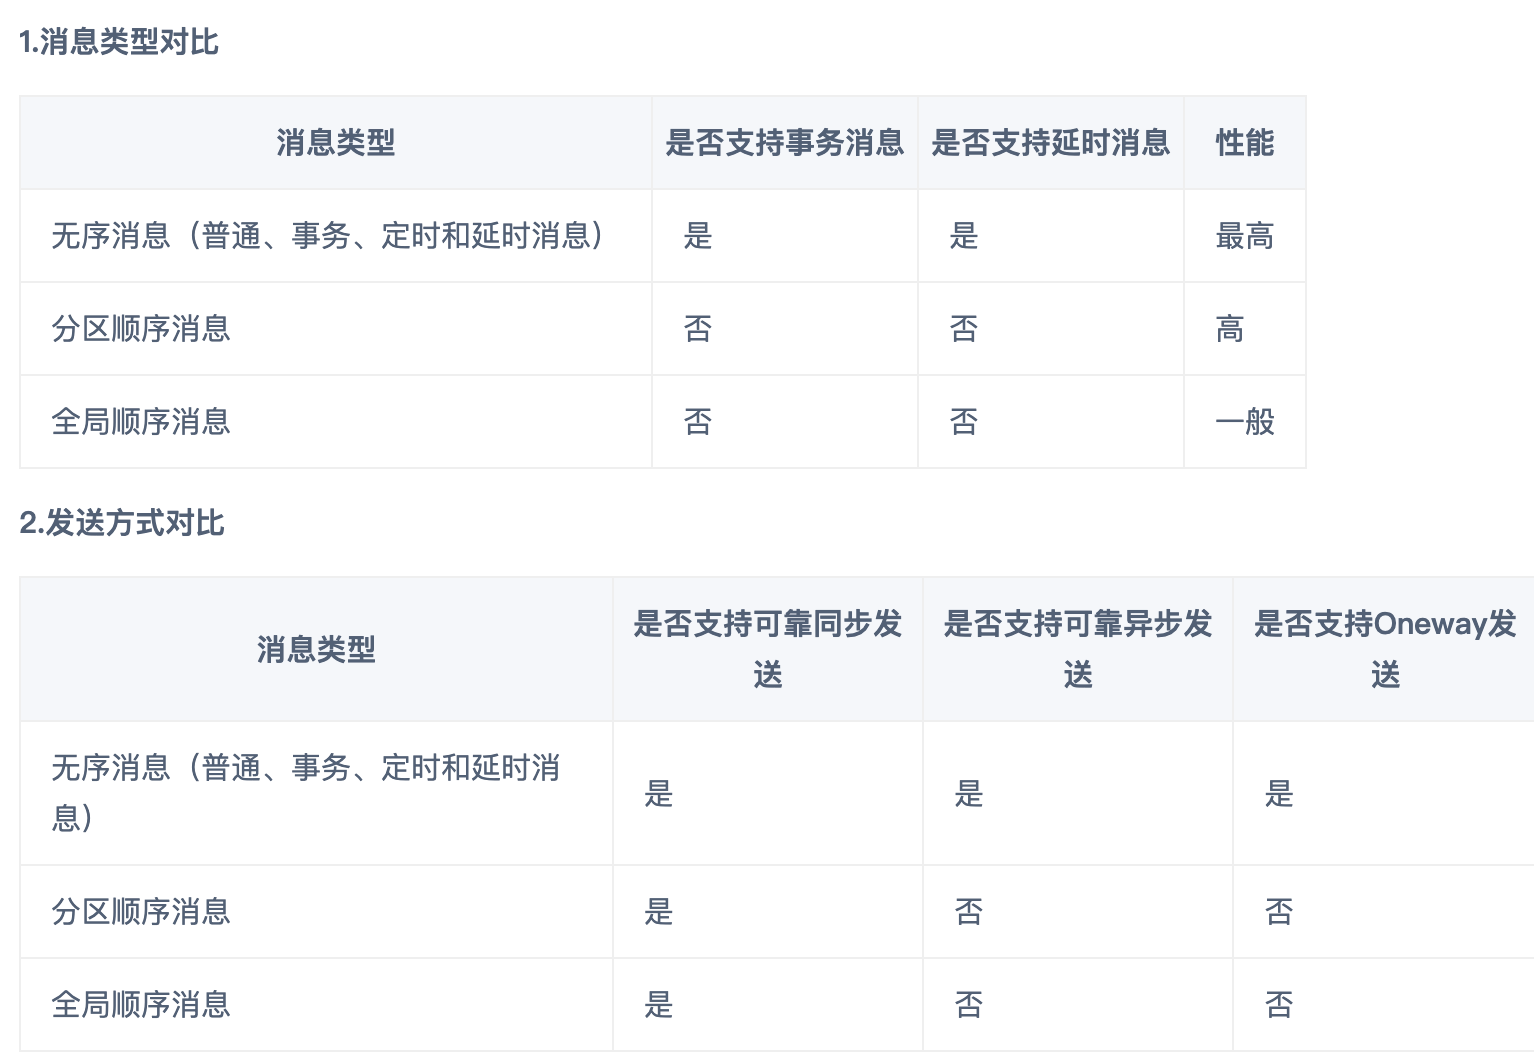 1.消息类型对比
消息类型 是否支持事务消息 是否支持延时消息 性能
无序消息（普通、事务、定时和延时消息） 是 是 最高
分区顺序消息 否 否 高
全局顺序消息 否 否 一般
2.发送方式对比
消息类型 是否支持可靠同步发 是否支持可靠异步发 是否支持Oneway发
送 送 送
无序消息（普通、事务、定时和延时消
息） 是 是 是
分区顺序消息 是 否 否
全局顺序消息 是 否 否